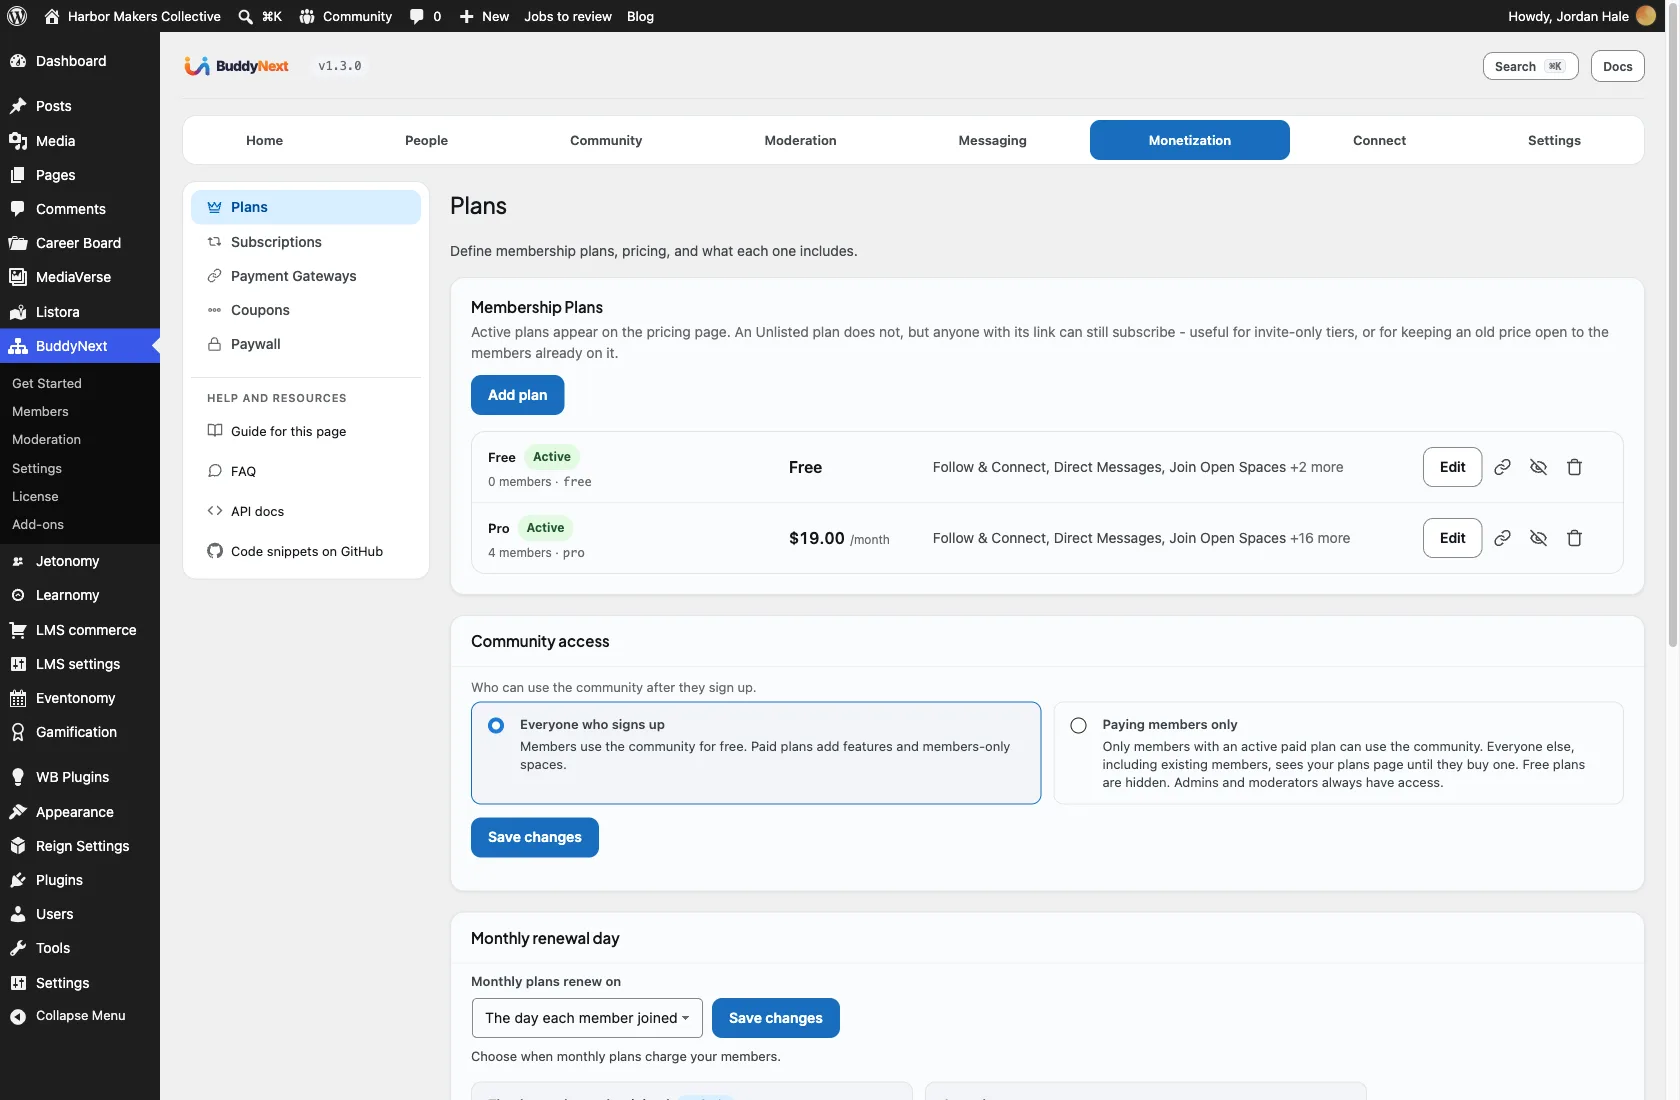 Harbor Makers Collective ⌘K Community 0 New Jobs to review Blog Howdy, Jordan Hale
Dashboard
Posts
Media
Pages
Comments
Career Board
MediaVerse
Listora
BuddyNext
Get Started
Members
Moderation
Settings
License
Add-ons
Jetonomy
Learnomy
LMS commerce
LMS settings
Eventonomy
Gamification
WB Plugins
Appearance
Reign Settings
Plugins
Users
Tools
Settings
Collapse Menu
BuddyNext v1.3.0 Search ⌘K Docs
Home People Community Moderation Messaging Monetization Connect Settings
Plans
Subscriptions
Payment Gateways
Coupons
Paywall
HELP AND RESOURCES
Guide for this page
FAQ
API docs
Code snippets on GitHub
Plans
Define membership plans, pricing, and what each one includes.
Membership Plans
Active plans appear on the pricing page. An Unlisted plan does not, but anyone with its link can still subscribe - useful for invite-only tiers, or for keeping an old price open to the
members already on it.
Add plan
Free Active
0 members · free
Free
Follow & Connect, Direct Messages, Join Open Spaces +2 more
Edit
Pro Active
4 members · pro
$19.00 /month
Follow & Connect, Direct Messages, Join Open Spaces +16 more
Edit
Community access
Who can use the community after they sign up.
Everyone who signs up
Members use the community for free. Paid plans add features and members-only
spaces.
Paying members only
Only members with an active paid plan can use the community. Everyone else,
including existing members, sees your plans page until they buy one. Free plans
are hidden. Admins and moderators always have access.
Save changes
Monthly renewal day
Monthly plans renew on
The day each member joined
Save changes
Choose when monthly plans charge your members.